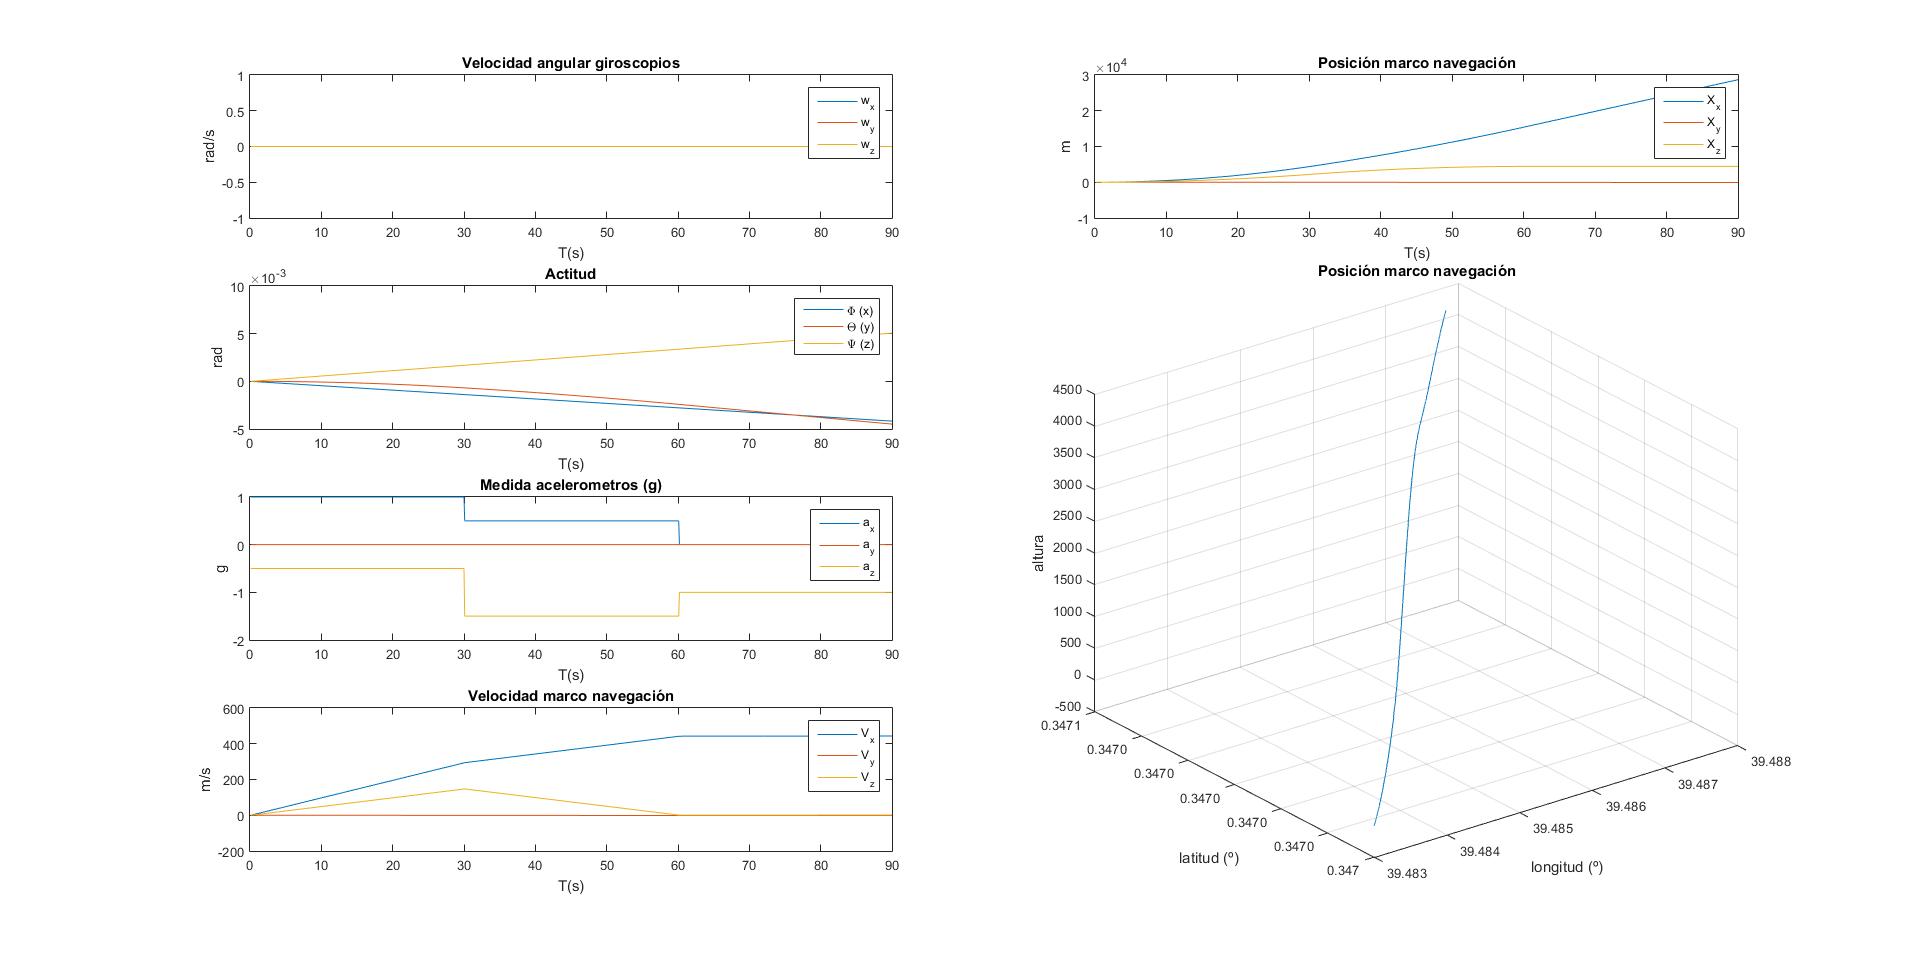 Velocidad angular giroscopios
1
0.5
0
-0.5
-1
rad/s
w_x
w_y
w_z
0 10 20 30 40 50 60 70 80 90
T(s)
Actitud
×10^-3
10
5
0
-5
rad
Φ (x)
Θ (y)
Ψ (z)
0 10 20 30 40 50 60 70 80 90
T(s)
Medida acelerometros (g)
1
0
-1
-2
g
a_x
a_y
a_z
0 10 20 30 40 50 60 70 80 90
T(s)
Velocidad marco navegación
600
400
200
0
-200
m/s
V_x
V_y
V_z
0 10 20 30 40 50 60 70 80 90
T(s)
Posición marco navegación
×10^4
3
2
1
0
-1
m
X_x
X_y
X_z
0 10 20 30 40 50 60 70 80 90
T(s)
Posición marco navegación
4500
4000
3500
3000
2500
2000
1500
1000
500
0
-500
altura
0.3471
0.3470
0.3470
0.3470
0.3470
0.3470
0.347
latitud (º)
39.483
39.484
39.485
39.486
39.487
39.488
longitud (º)